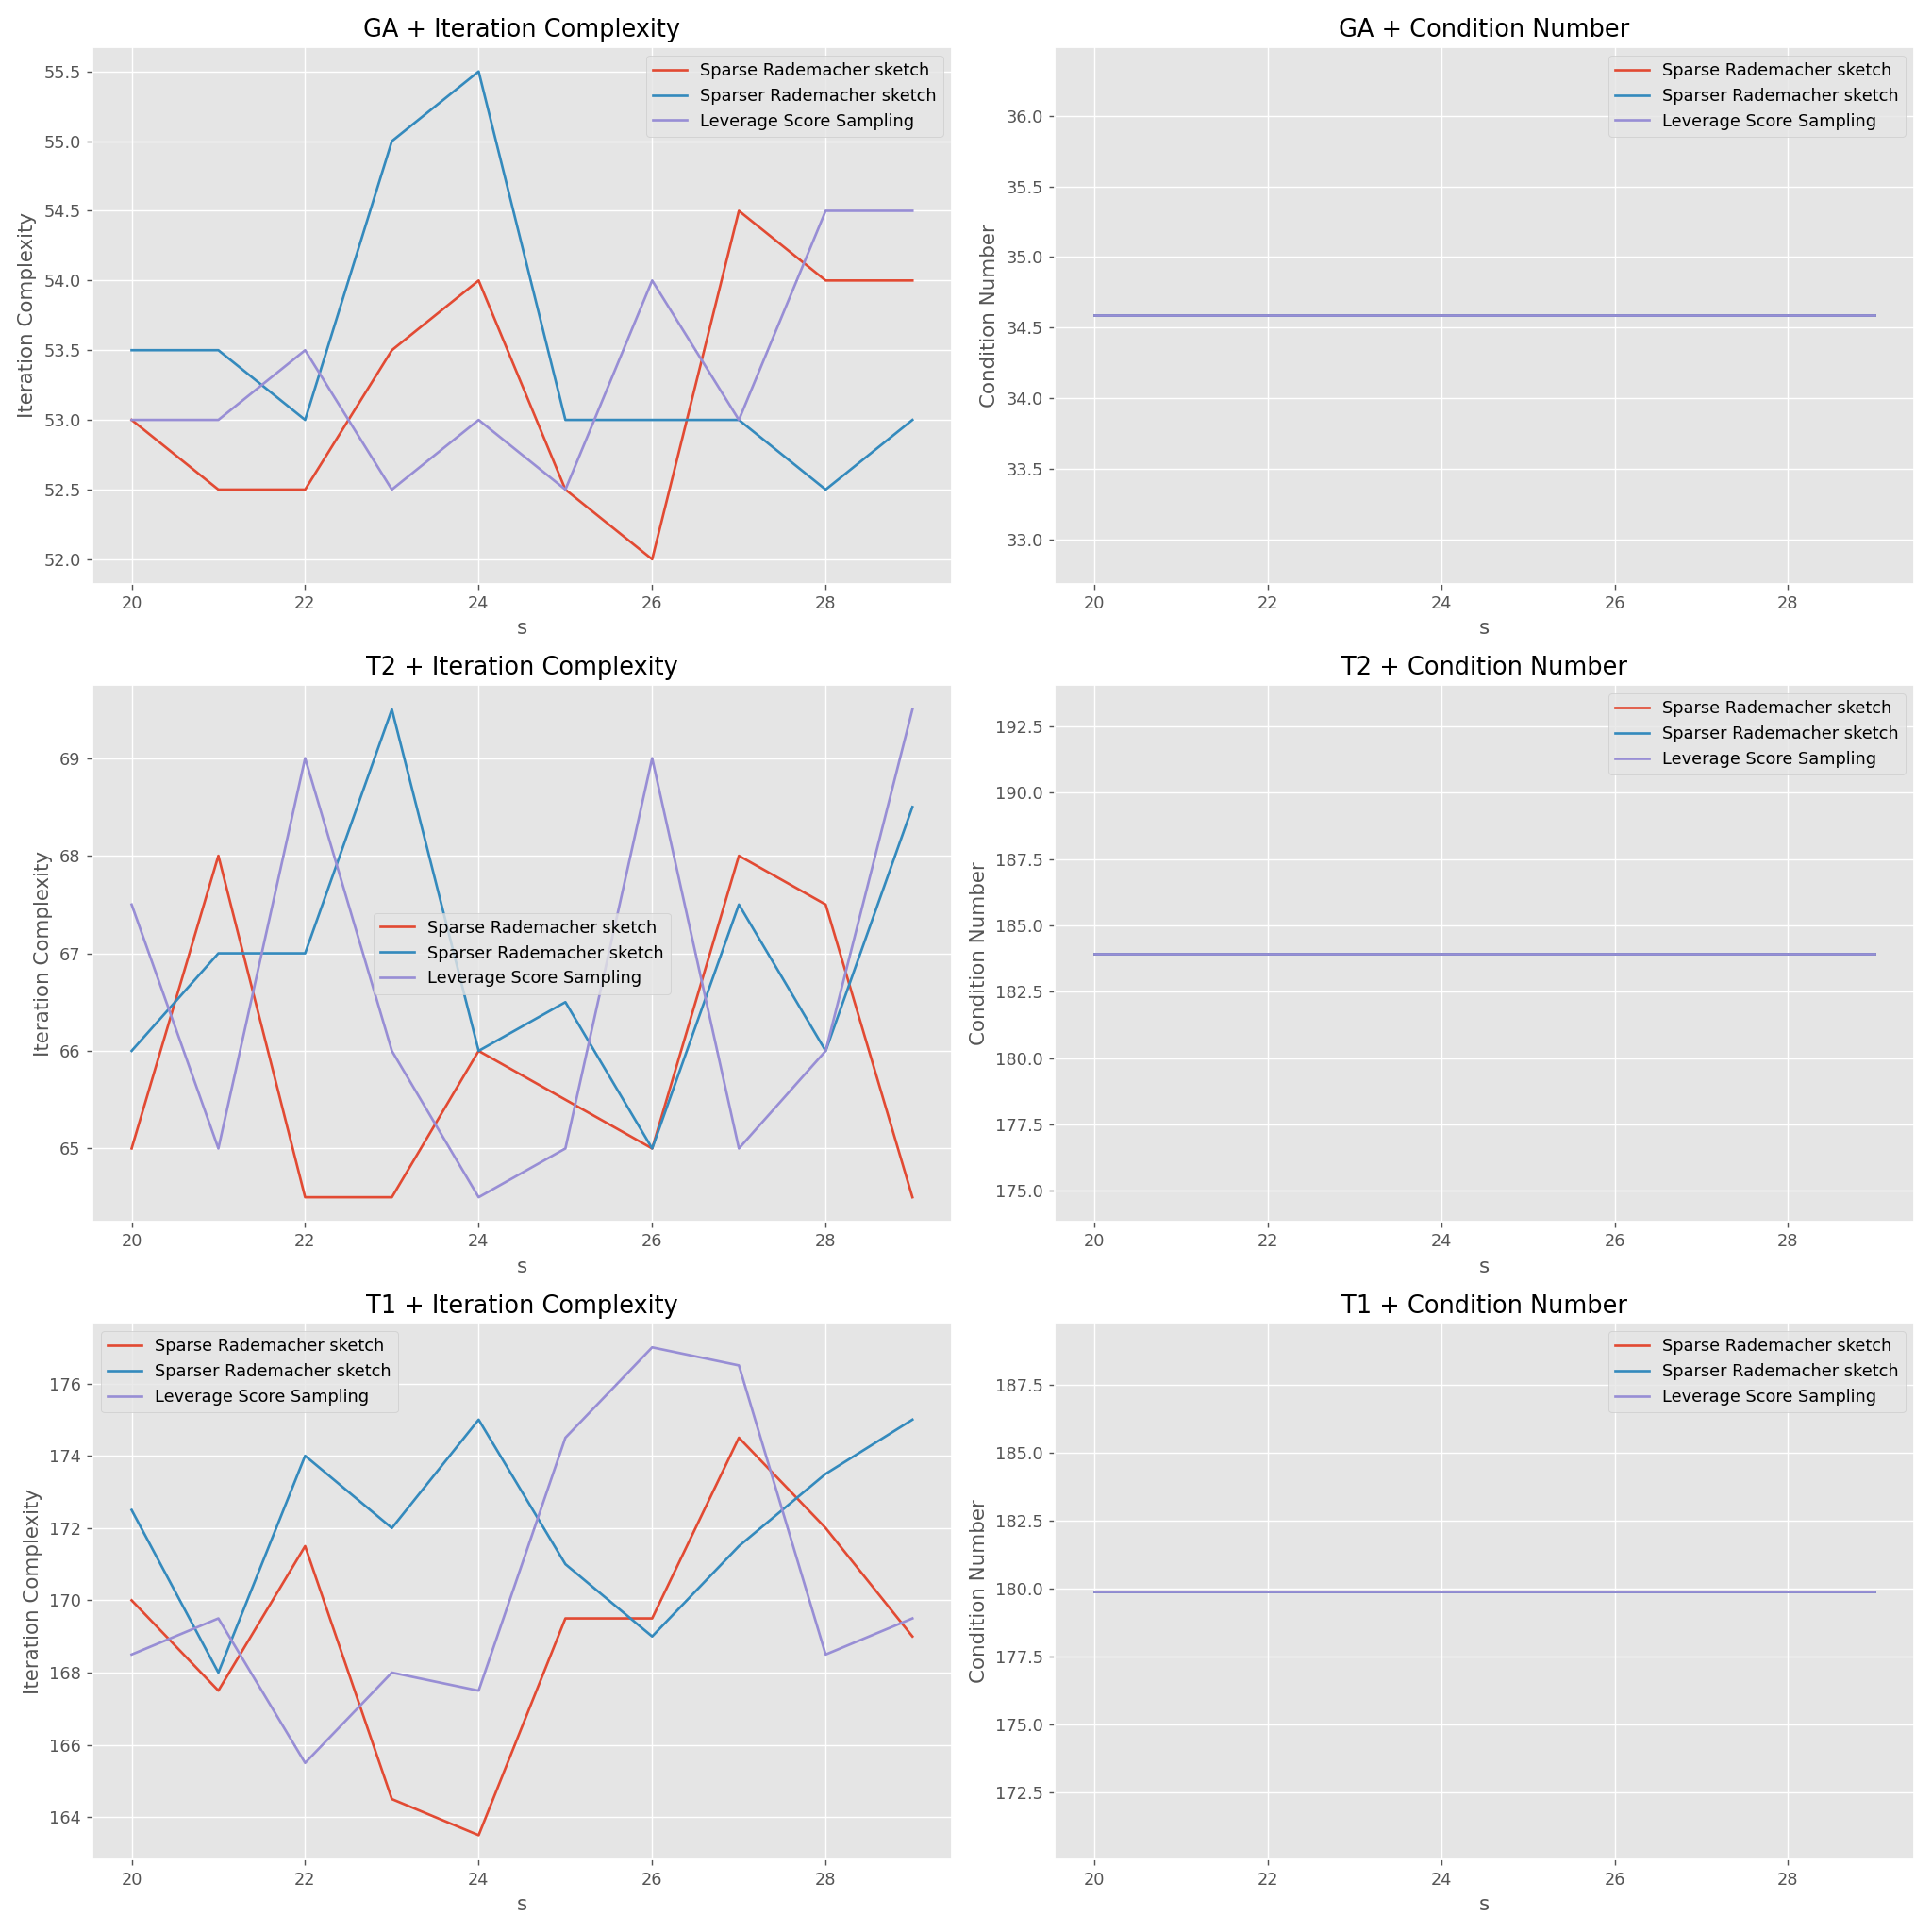 GA + Iteration Complexity
Iteration Complexity
55.5
55.0
54.5
54.0
53.5
53.0
52.5
52.0
Sparse Rademacher sketch
Sparser Rademacher sketch
Leverage Score Sampling
20 22 24 26 28
s
GA + Condition Number
Condition Number
36.0
35.5
35.0
34.5
34.0
33.5
33.0
Sparse Rademacher sketch
Sparser Rademacher sketch
Leverage Score Sampling
20 22 24 26 28
s
T2 + Iteration Complexity
Iteration Complexity
69
68
67
66
65
Sparse Rademacher sketch
Sparser Rademacher sketch
Leverage Score Sampling
20 22 24 26 28
s
T2 + Condition Number
Condition Number
192.5
190.0
187.5
185.0
182.5
180.0
177.5
175.0
Sparse Rademacher sketch
Sparser Rademacher sketch
Leverage Score Sampling
20 22 24 26 28
s
T1 + Iteration Complexity
Iteration Complexity
176
174
172
170
168
166
164
Sparse Rademacher sketch
Sparser Rademacher sketch
Leverage Score Sampling
20 22 24 26 28
s
T1 + Condition Number
Condition Number
187.5
185.0
182.5
180.0
177.5
175.0
172.5
Sparse Rademacher sketch
Sparser Rademacher sketch
Leverage Score Sampling
20 22 24 26 28
s